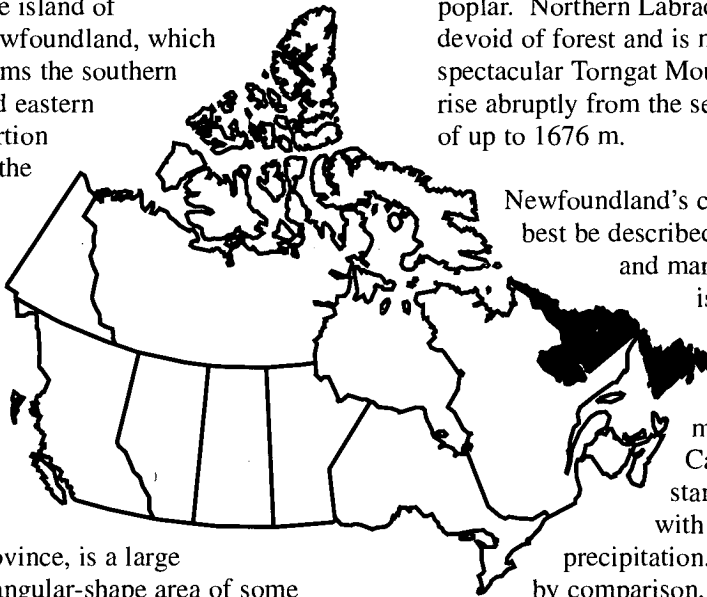 e island of
wfoundland, which
ms the southern
d eastern
rtion
the
ovince, is a large
angular-shape area of some
poplar. Northern Labrad
devoid of forest and is n
spectacular Torngat Mou
rise abruptly from the se
of up to 1676 m.
Newfoundland's c
best be described
and mar
is
m
Ca
star
with
precipitation.
by comparison,